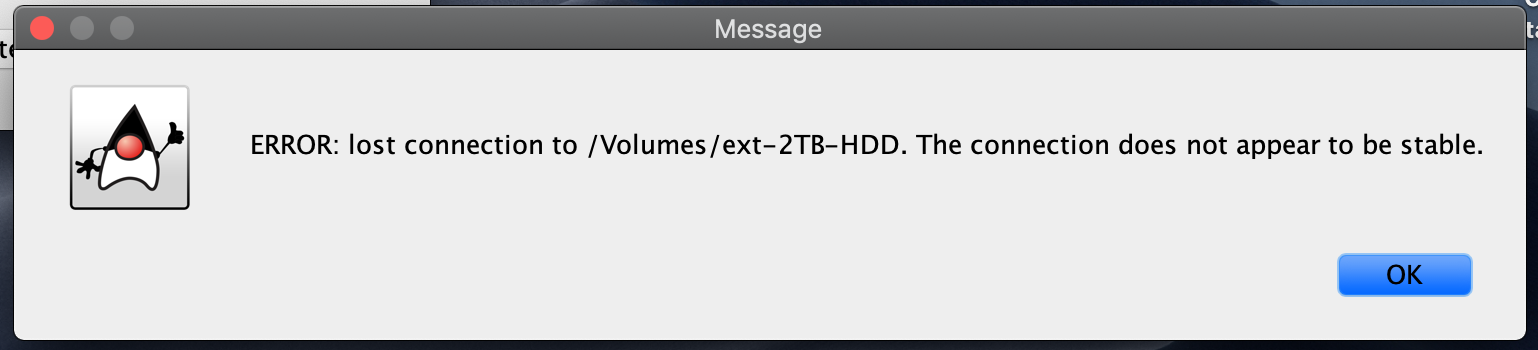 Message
ERROR: lost connection to /Volumes/ext-2TB-HDD. The connection does not appear to be stable.
OK